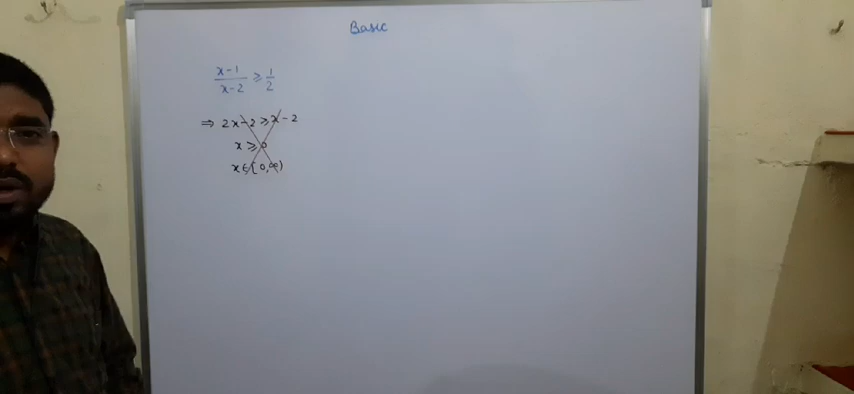 Basic
x-1/x-2 ≥ 1/2
⇒ 2x-2 ≥ x-2
x ≥ 0
x ∈ [0,∞)